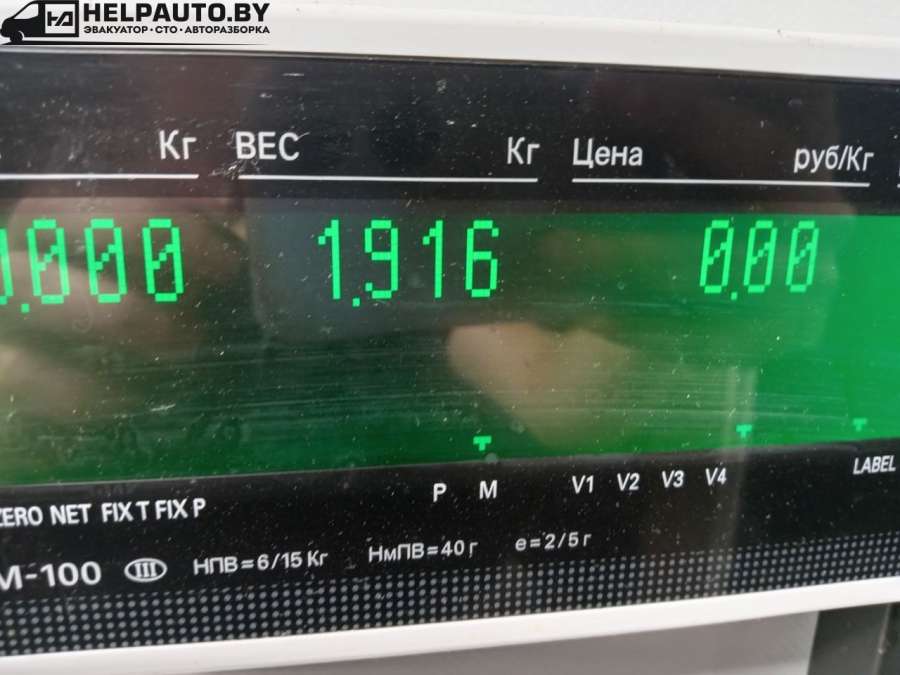 HELPAUTO.BY
ЭВАКУАТОР·СТО·АВТОРАЗБОРКА
Кг ВЕС Кг Цена руб/Кг
0.000 1.916 0.00
ZERO NET FIX T FIX P P M V1 V2 V3 V4 LABEL
M-100 III НПВ=6/15 Кг НмПВ=40 г e=2/5 г